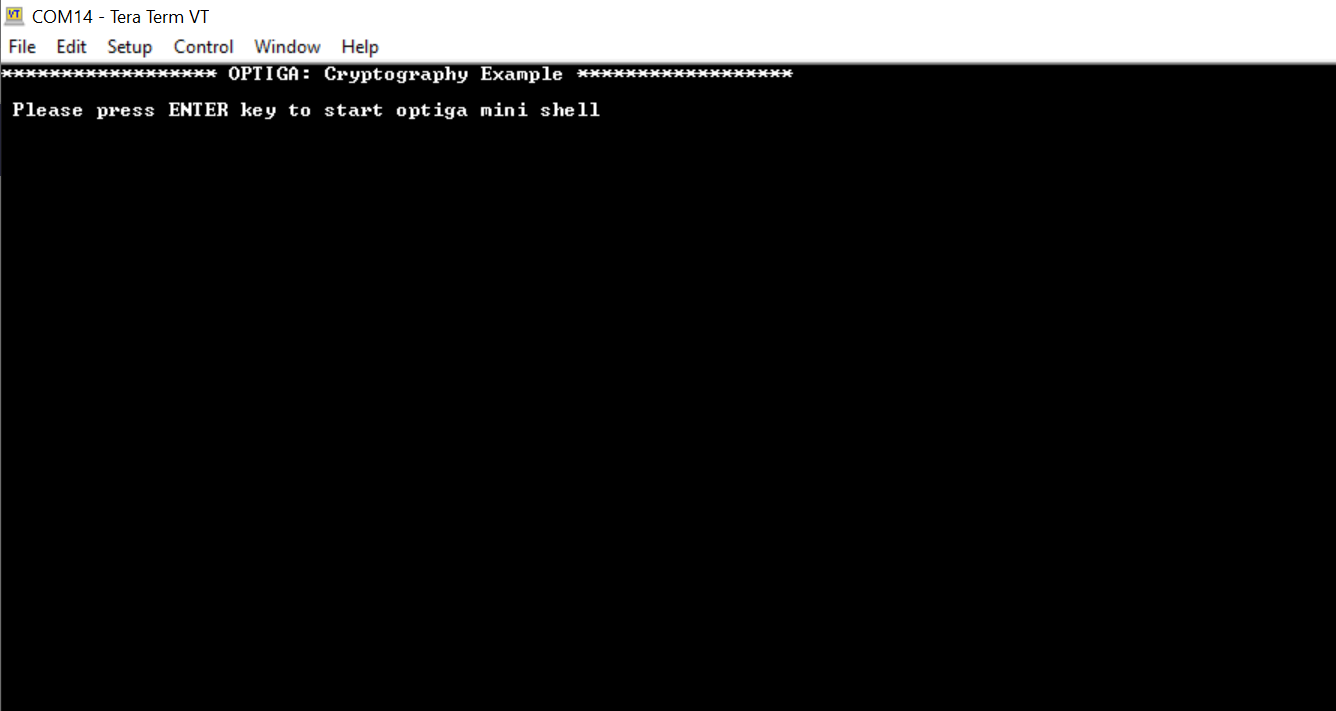 COM14 - Tera Term VT
File Edit Setup Control Window Help
****************** OPTIGA: Cryptography Example ******************
Please press ENTER key to start optiga mini shell